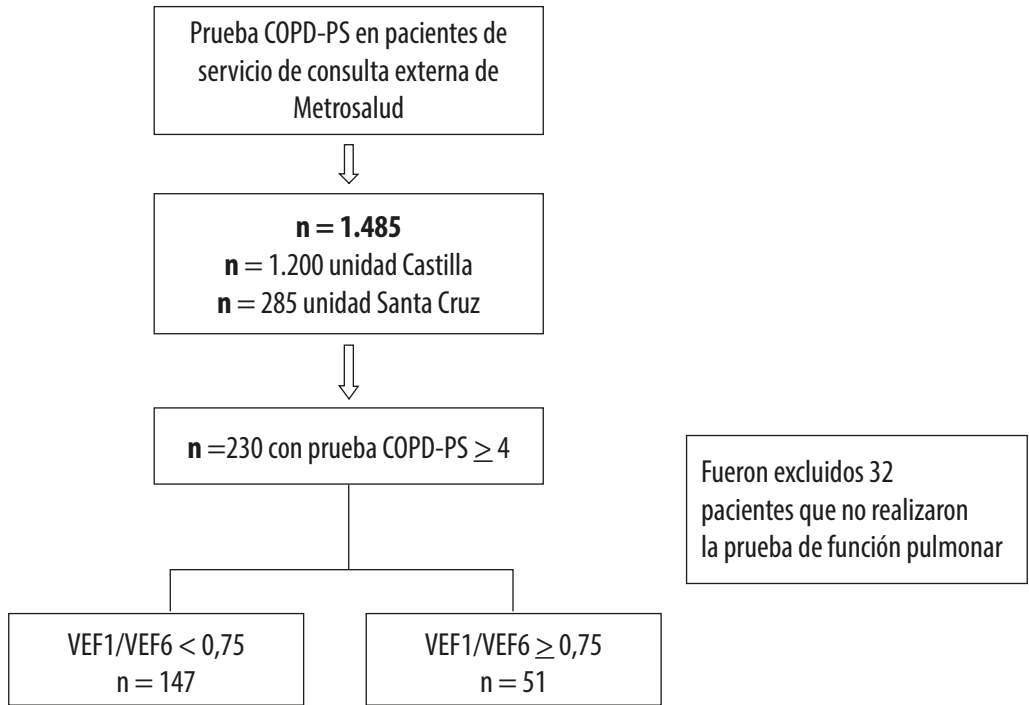 Prueba COPD-PS en pacientes de
servicio de consulta externa de
Metrosalud
n = 1.485
n = 1.200 unidad Castilla
n = 285 unidad Santa Cruz
n =230 con prueba COPD-PS ≥ 4
Fueron excluidos 32
pacientes que no realizaron
la prueba de función pulmonar
VEF1/VEF6 < 0,75
n = 147
VEF1/VEF6 ≥ 0,75
n = 51